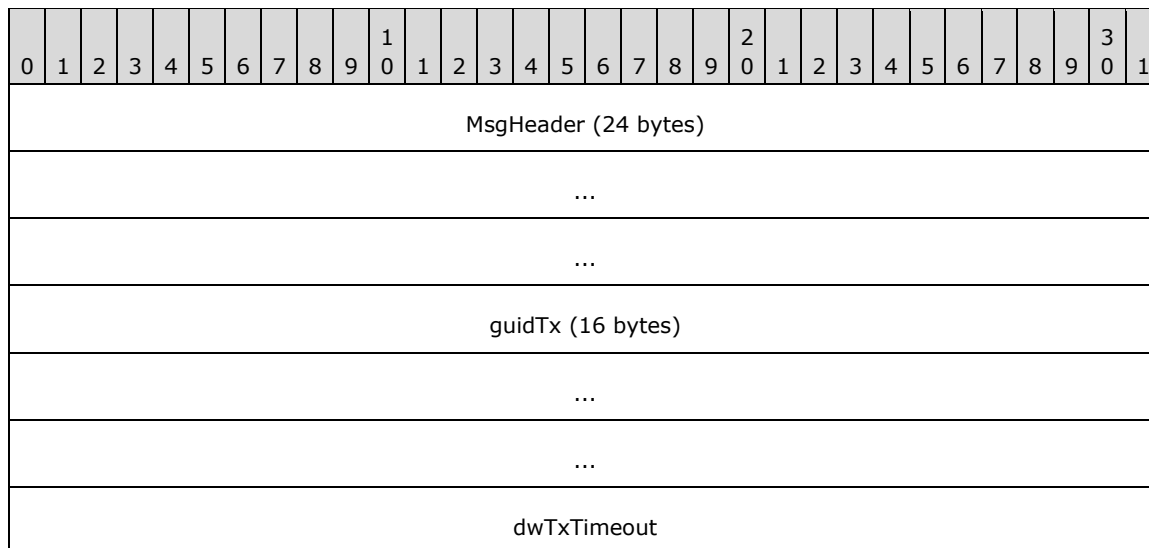 1 2 3
0 1 2 3 4 5 6 7 8 9 0 1 2 3 4 5 6 7 8 9 0 1 2 3 4 5 6 7 8 9 0 1
MsgHeader (24 bytes)
...
...
guidTx (16 bytes)
...
...
dwTxTimeout